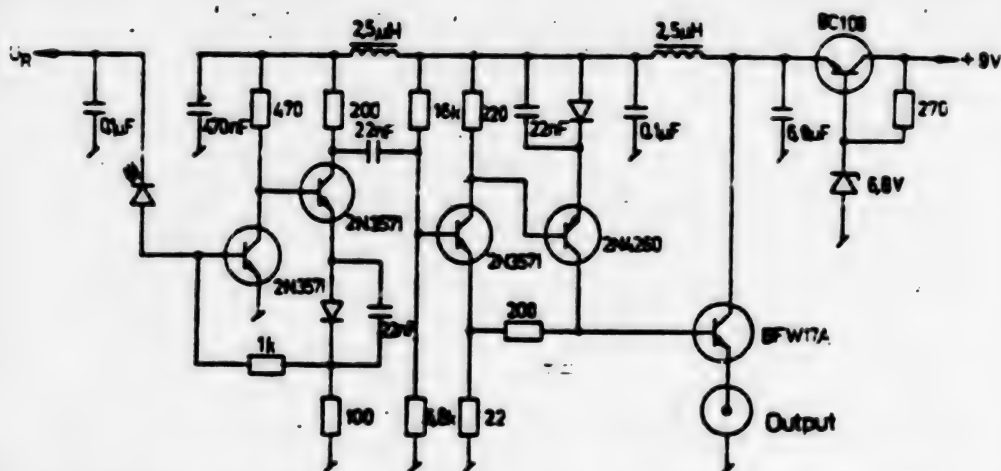 2,5µH
2,5µH
BC108
U_R
+ 9V
0,1µF
470nF
470
200
22nF
16k
220
22nF
0,1µF
6,8µF
270
6,8V
2N3571
2N3571
2N3571
2N4260
22nF
200
BFW17A
1k
100
6,8k
22
Output